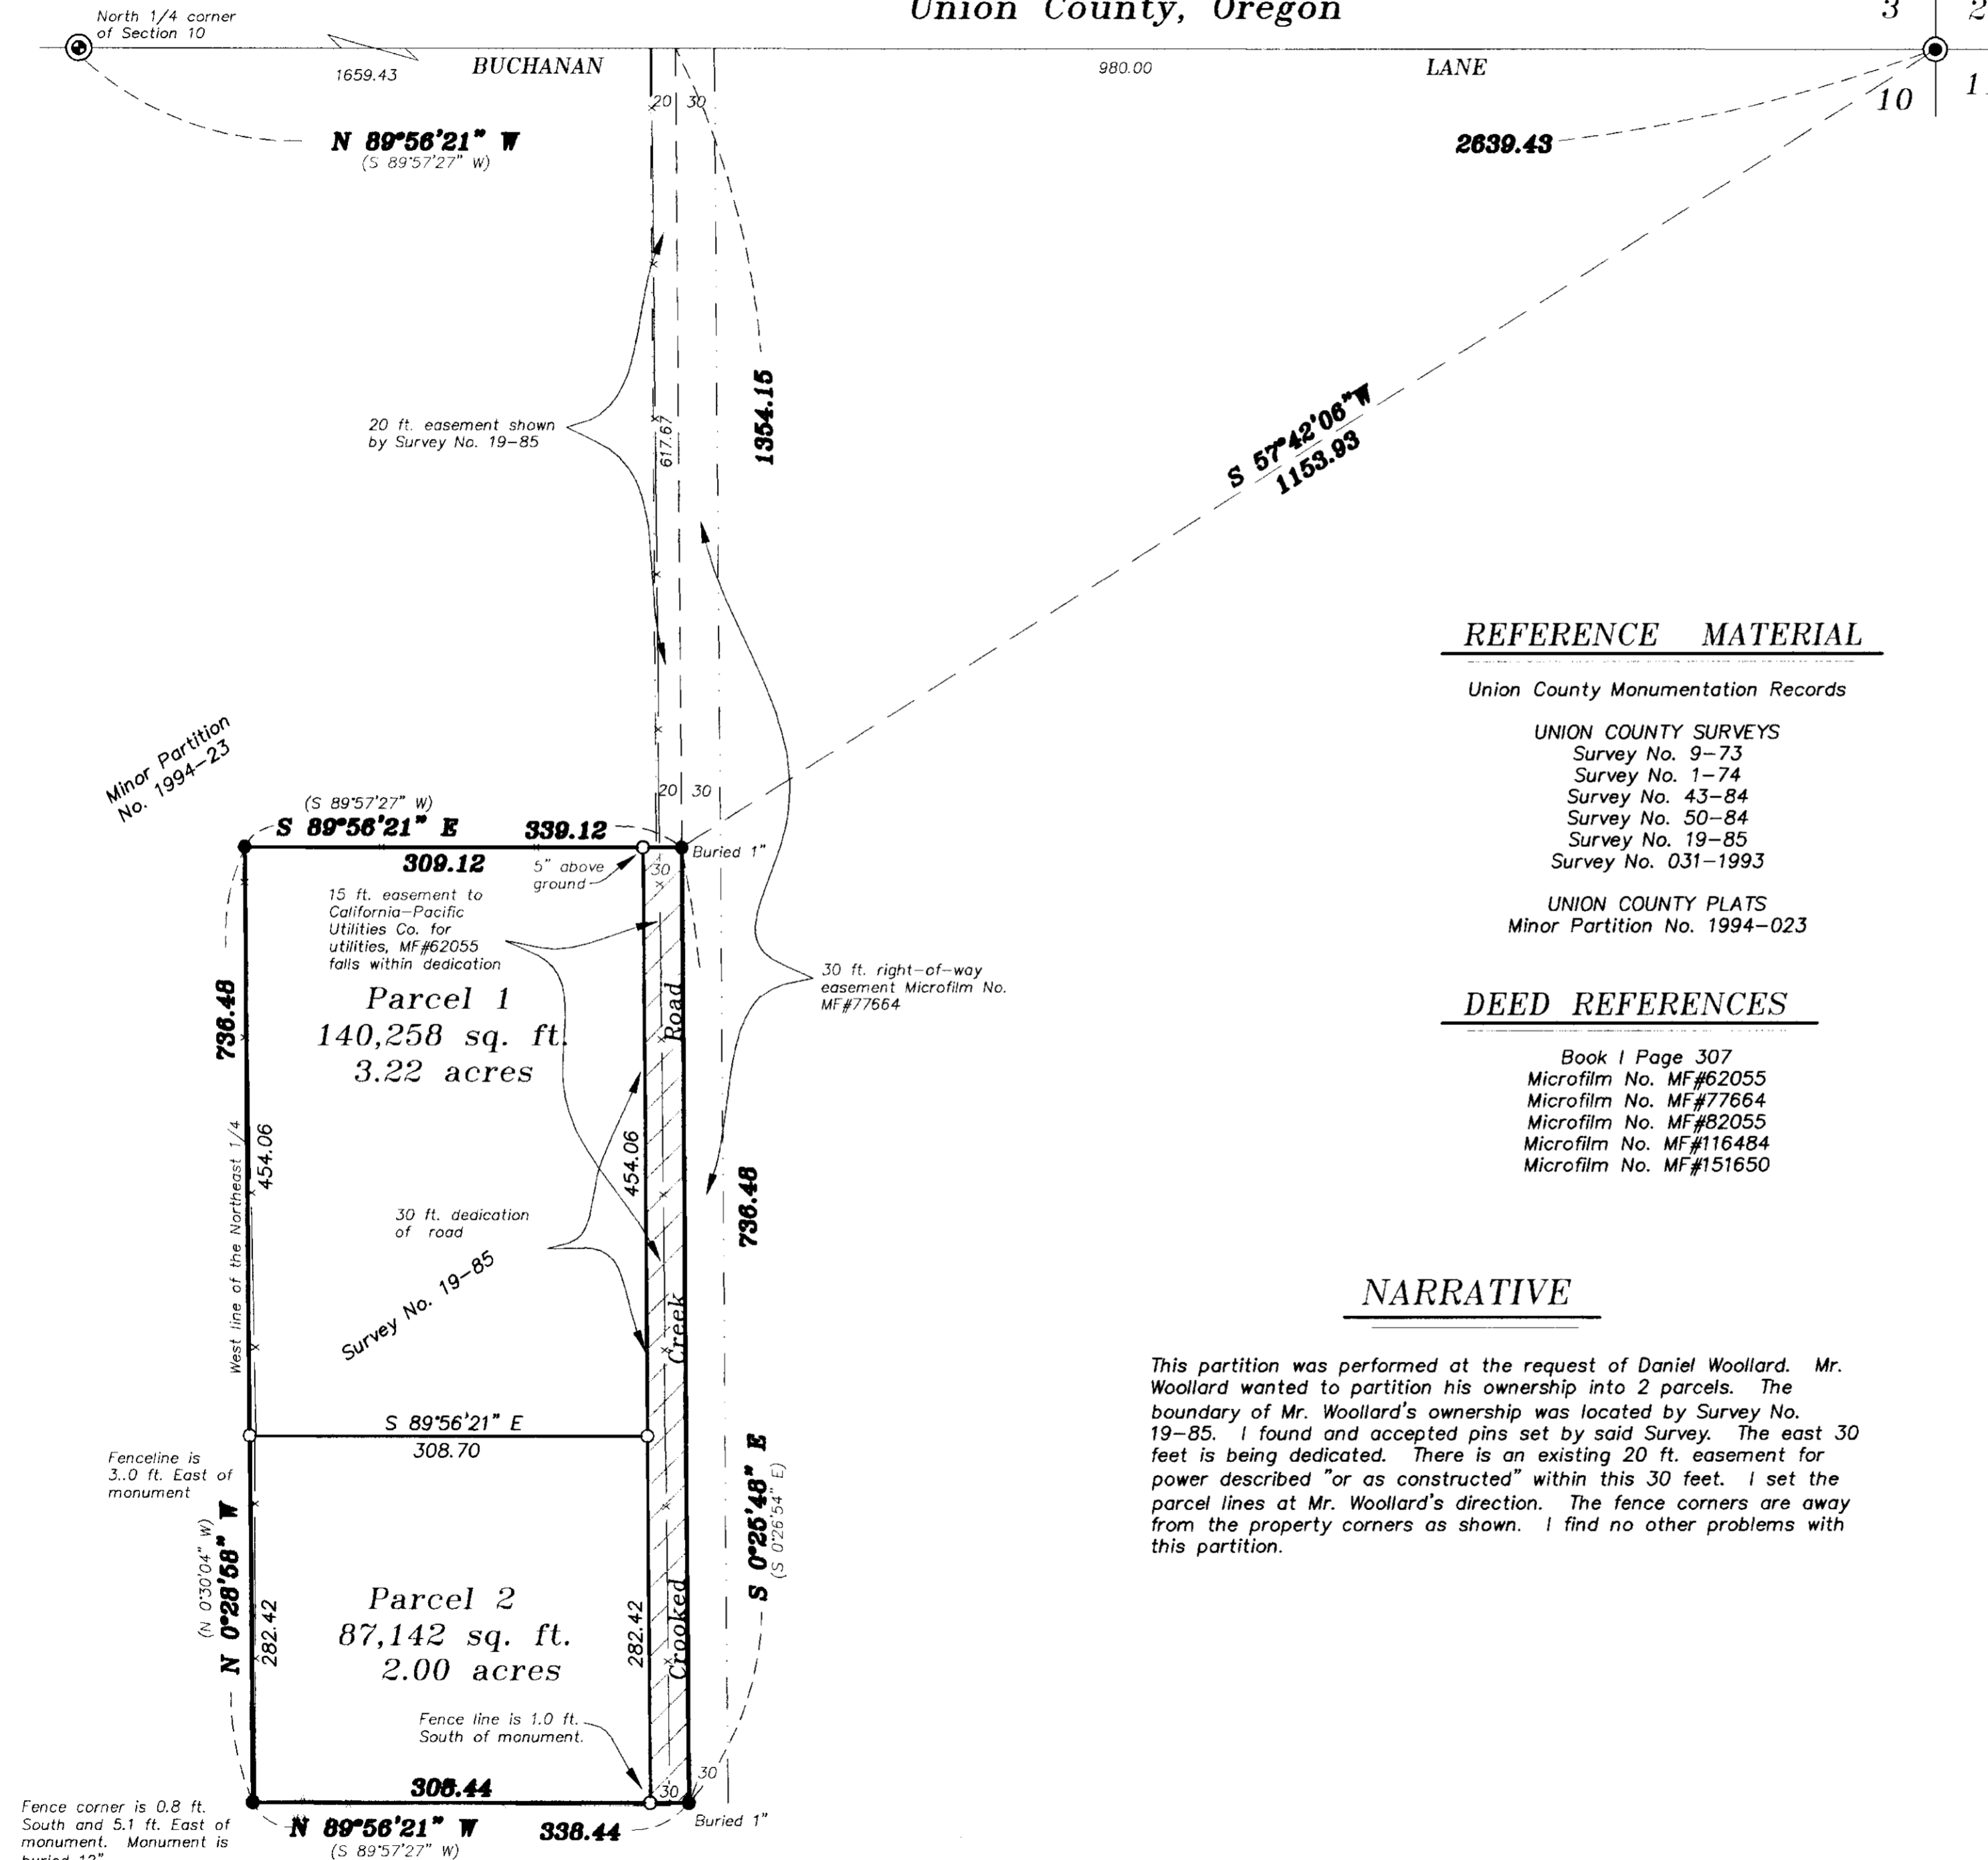 Union County, Oregon
North 1/4 corner
of Section 10
3
2
10
1659.43
BUCHANAN
980.00
LANE
20
30
N 89°56'21" W
(S 89°57'27" W)
2639.43
1354.15
20 ft. easement shown
by Survey No. 19-85
617.67
S 57°42'06" W
1153.93
REFERENCE MATERIAL
Union County Monumentation Records
UNION COUNTY SURVEYS
Survey No. 9-73
Survey No. 1-74
Survey No. 43-84
Survey No. 50-84
Survey No. 19-85
Survey No. 031-1993
UNION COUNTY PLATS
Minor Partition No. 1994-023
DEED REFERENCES
Book I Page 307
Microfilm No. MF#62055
Microfilm No. MF#77664
Microfilm No. MF#82055
Microfilm No. MF#116484
Microfilm No. MF#151650
Minor Partition
No. 1994-23
20
30
(S 89°57'27" W)
S 89°56'21" E
339.12
309.12
5" above
ground
30
Buried 1"
15 ft. easement to
California-Pacific
Utilities Co. for
utilities, MF#62055
falls within dedication
30 ft. right-of-way
easement Microfilm No.
MF#77664
Parcel 1
140,258 sq. ft.
3.22 acres
736.48
West line of the Northeast 1/4
454.06
454.06
736.48
30 ft. dedication
of road
Survey No. 19-85
Crooked Creek Road
S 89°56'21" E
308.70
Fenceline is
3..0 ft. East of
monument
N 0°28'58" W
(N 0°30'04" W)
282.42
282.42
S 0°25'48" E
(S 0°26'54" E)
Parcel 2
87,142 sq. ft.
2.00 acres
Fence line is 1.0 ft.
South of monument.
30
30
308.44
N 89°56'21" W
338.44
(S 89°57'27" W)
Buried 1"
Fence corner is 0.8 ft.
South and 5.1 ft. East of
monument. Monument is
NARRATIVE
This partition was performed at the request of Daniel Woollard. Mr.
Woollard wanted to partition his ownership into 2 parcels. The
boundary of Mr. Woollard's ownership was located by Survey No.
19-85. I found and accepted pins set by said Survey. The east 30
feet is being dedicated. There is an existing 20 ft. easement for
power described "or as constructed" within this 30 feet. I set the
parcel lines at Mr. Woollard's direction. The fence corners are away
from the property corners as shown. I find no other problems with
this partition.